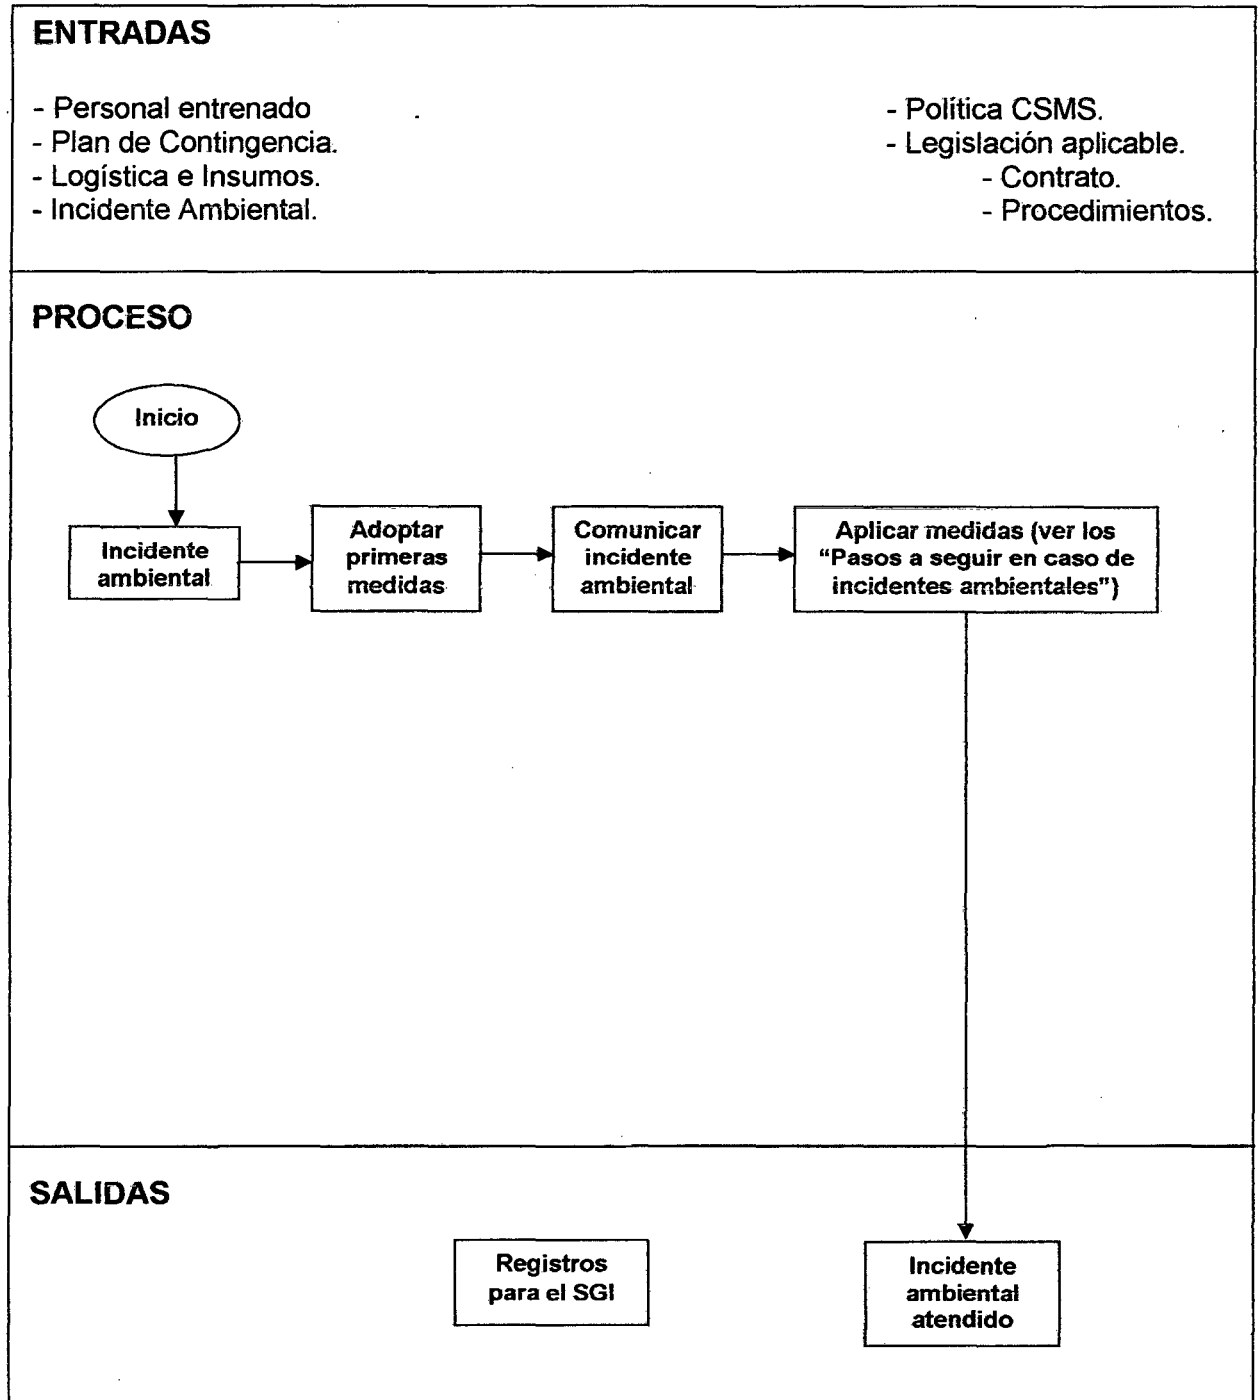 ENTRADAS
- Personal entrenado
- Plan de Contingencia.
- Logística e Insumos.
- Incidente Ambiental.
- Política CSMS.
- Legislación aplicable.
- Contrato.
- Procedimientos.
PROCESO
Inicio
Incidente
ambiental
Adoptar
primeras
medidas
Comunicar
incidente
ambiental
Aplicar medidas (ver los
“Pasos a seguir en caso de
incidentes ambientales”)
SALIDAS
Registros
para el SGI
Incidente
ambiental
atendido